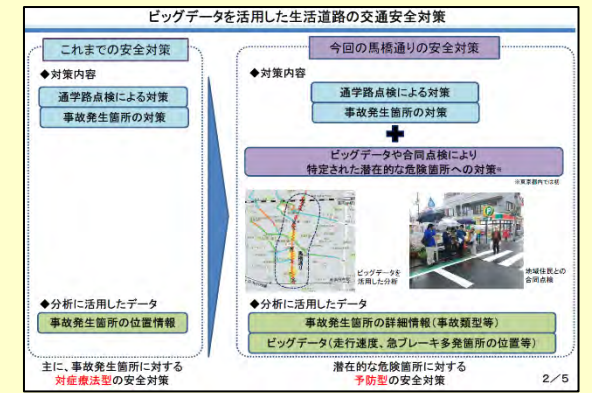 ビッグデータを活用した生活道路の交通安全対策
これまでの安全対策
◆対策内容
通学路点検による対策
事故発生箇所の対策
◆分析に活用したデータ
事故発生箇所の位置情報
主に、事故発生箇所に対する
対症療法型の安全対策
今回の馬橋通りの安全対策
◆対策内容
通学路点検による対策
事故発生箇所の対策
ビッグデータや合同点検により
特定された潜在的な危険箇所への対策※
馬橋通り
ビッグデータを
活用した分析
地域住民との
合同点検
◆分析に活用したデータ
事故発生箇所の詳細情報(事故類型等)
ビッグデータ(走行速度、急ブレーキ多発箇所の位置等)
潜在的な危険箇所に対する
予防型の安全対策
2/5